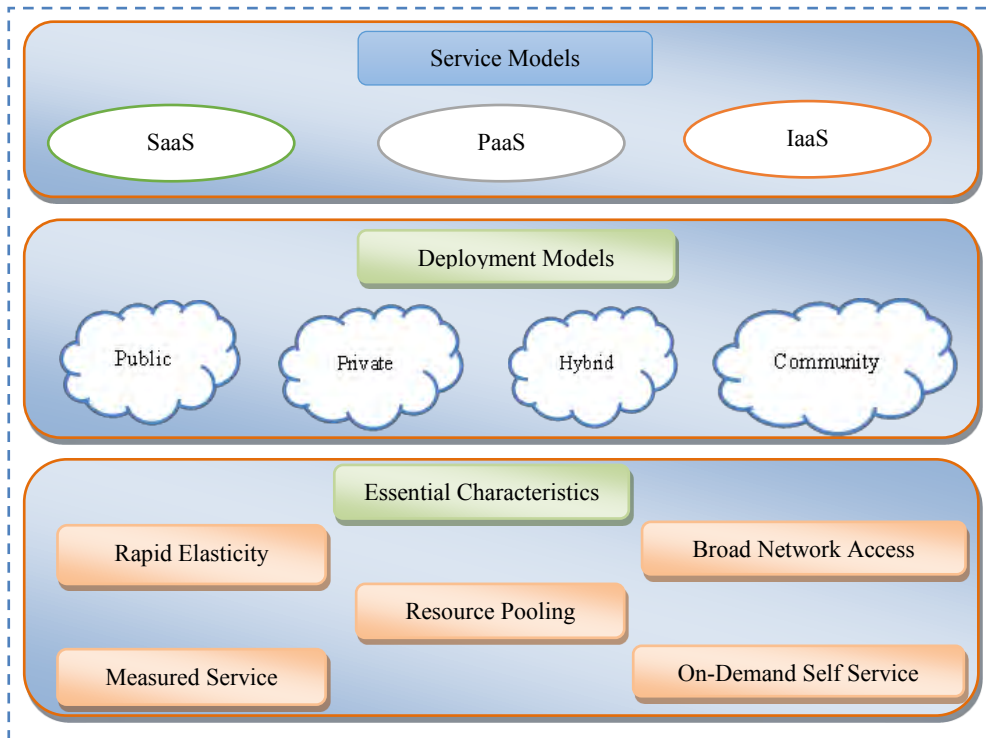 Service Models
SaaS
PaaS
IaaS
Deployment Models
Public
Private
Hybrid
Community
Essential Characteristics
Rapid Elasticity
Broad Network Access
Resource Pooling
Measured Service
On-Demand Self Service